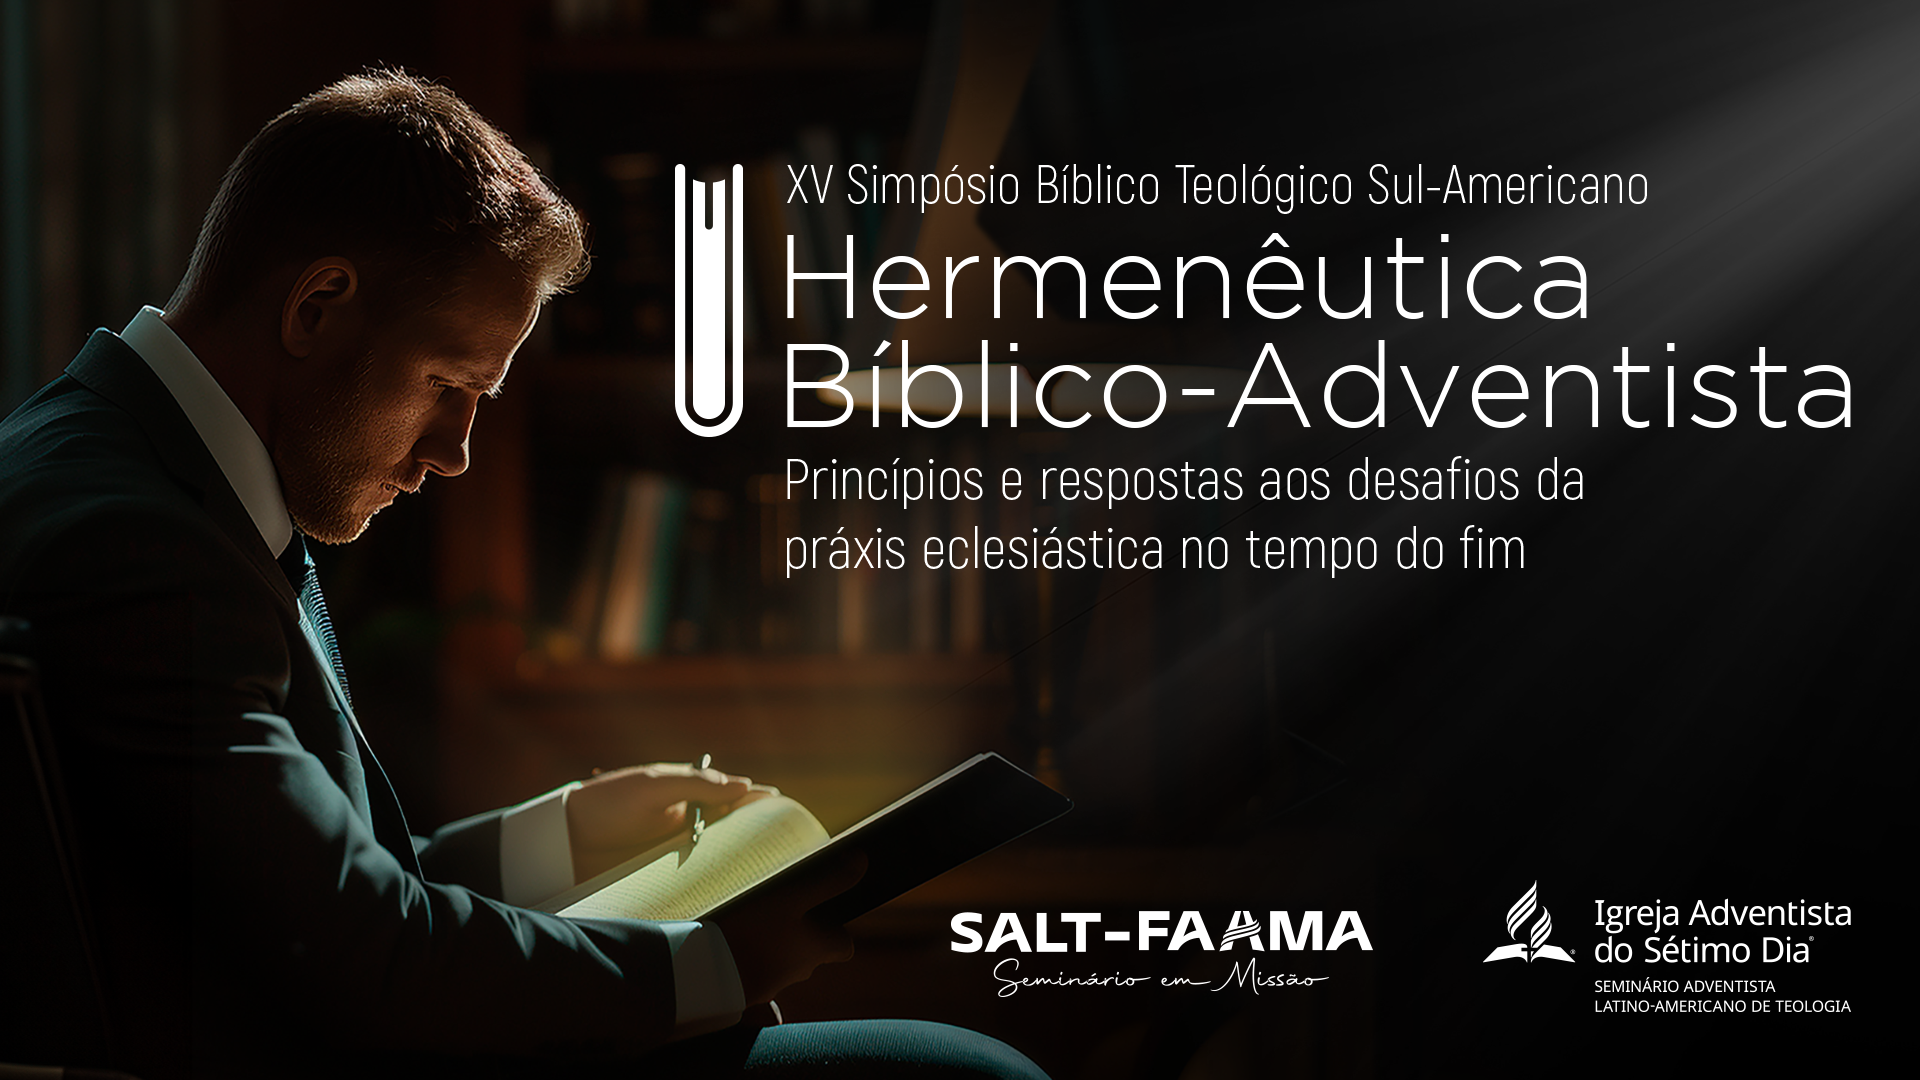 XV Simpósio Bíblico Teológico Sul-Americano
Hermenêutica
Bíblico-Adventista
Princípios e respostas aos desafios da
práxis eclesiástica no tempo do fim
SALT-FAAMA
Seminário em Missão
Igreja Adventista
do Sétimo Dia®
SEMINÁRIO ADVENTISTA
LATINO-AMERICANO DE TEOLOGIA